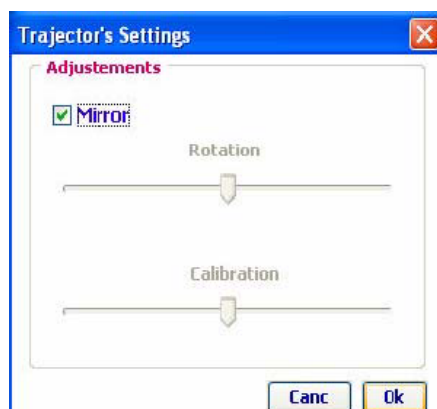 Trajector's Settings
Adjustements
Mirror
Rotation
Calibration
Canc Ok